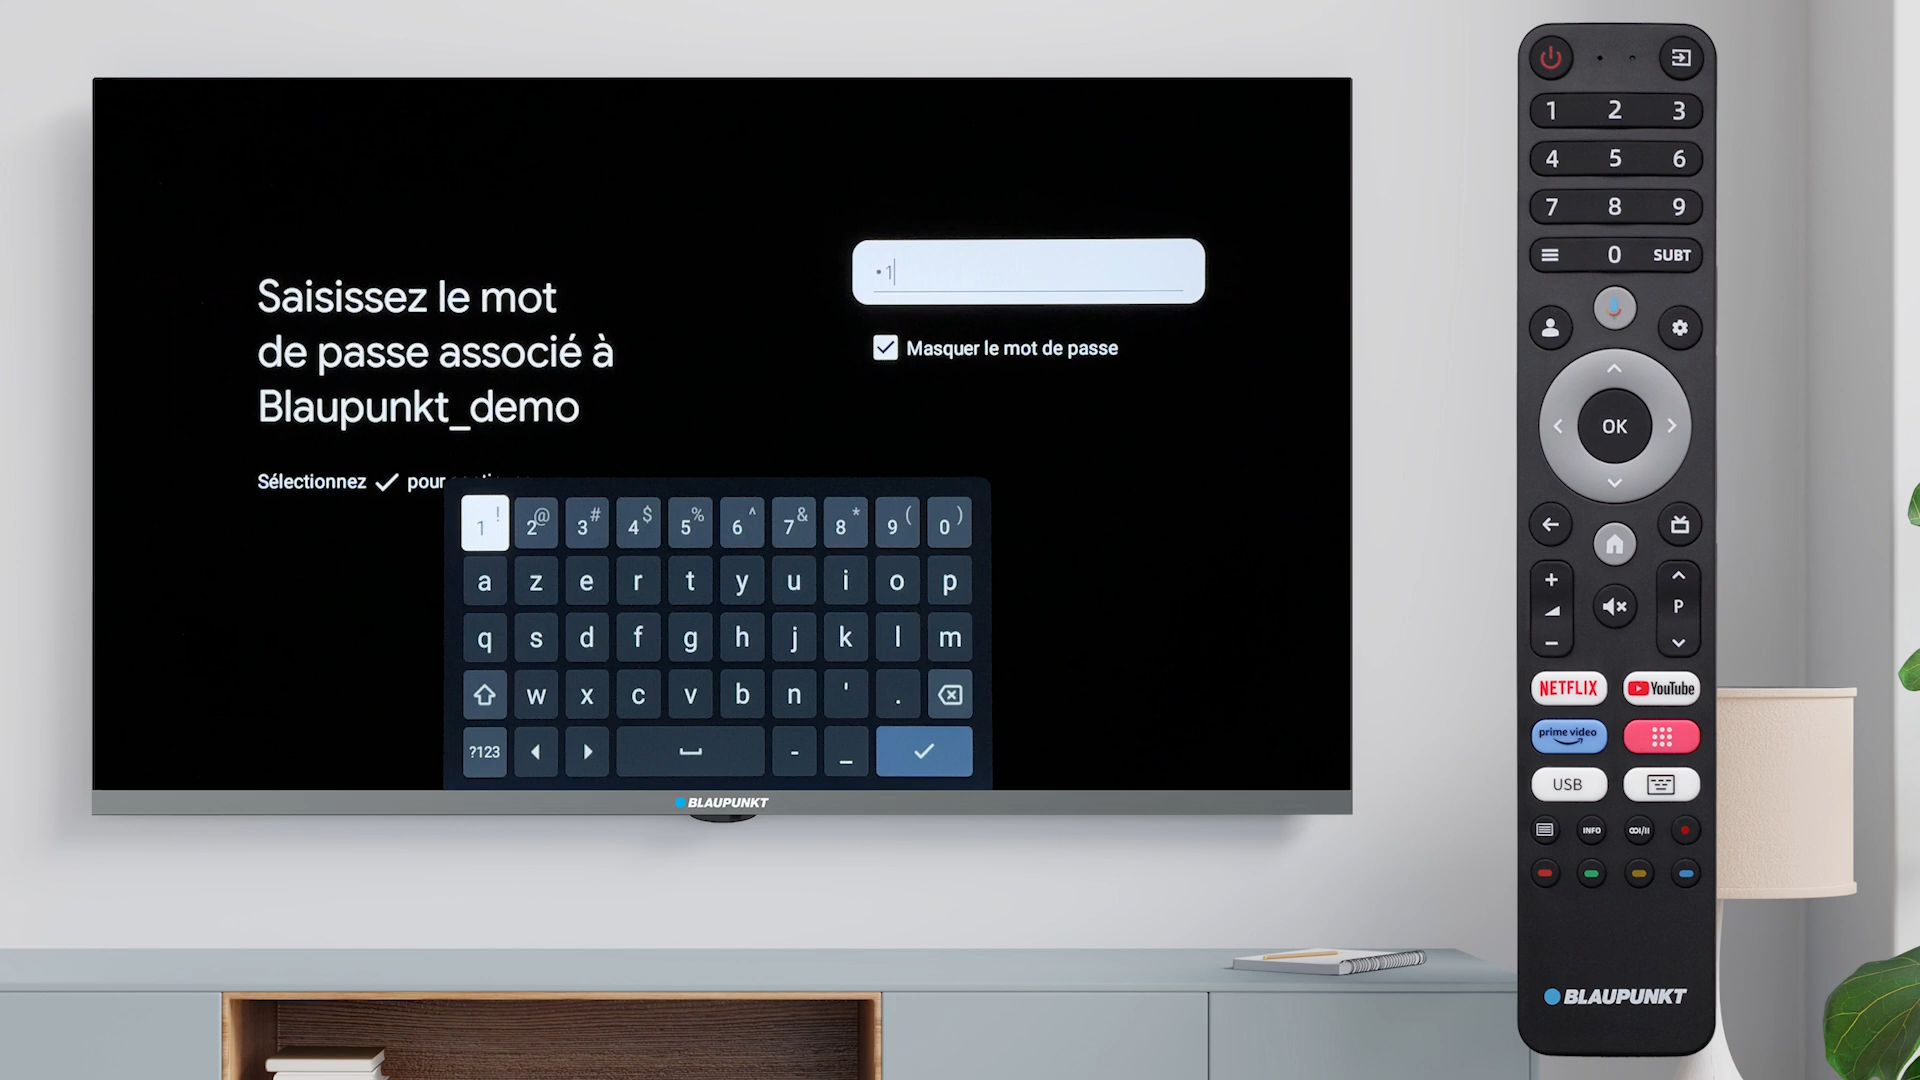 Saisissez le mot
de passe associé à
Blaupunkt_demo
Sélectionnez ✓ pour
•1
Masquer le mot de passe
1 ! 2 @ 3 # 4 $ 5 % 6 ^ 7 & 8 * 9 ( 0 )
a z e r t y u i o p
q s d f g h j k l m
w x c v b n ' .
?123 - _
BLAUPUNKT
1 2 3
4 5 6
7 8 9
0 SUBT
OK
+
P
-
NETFLIX YouTube
prime video
USB
INFO
BLAUPUNKT